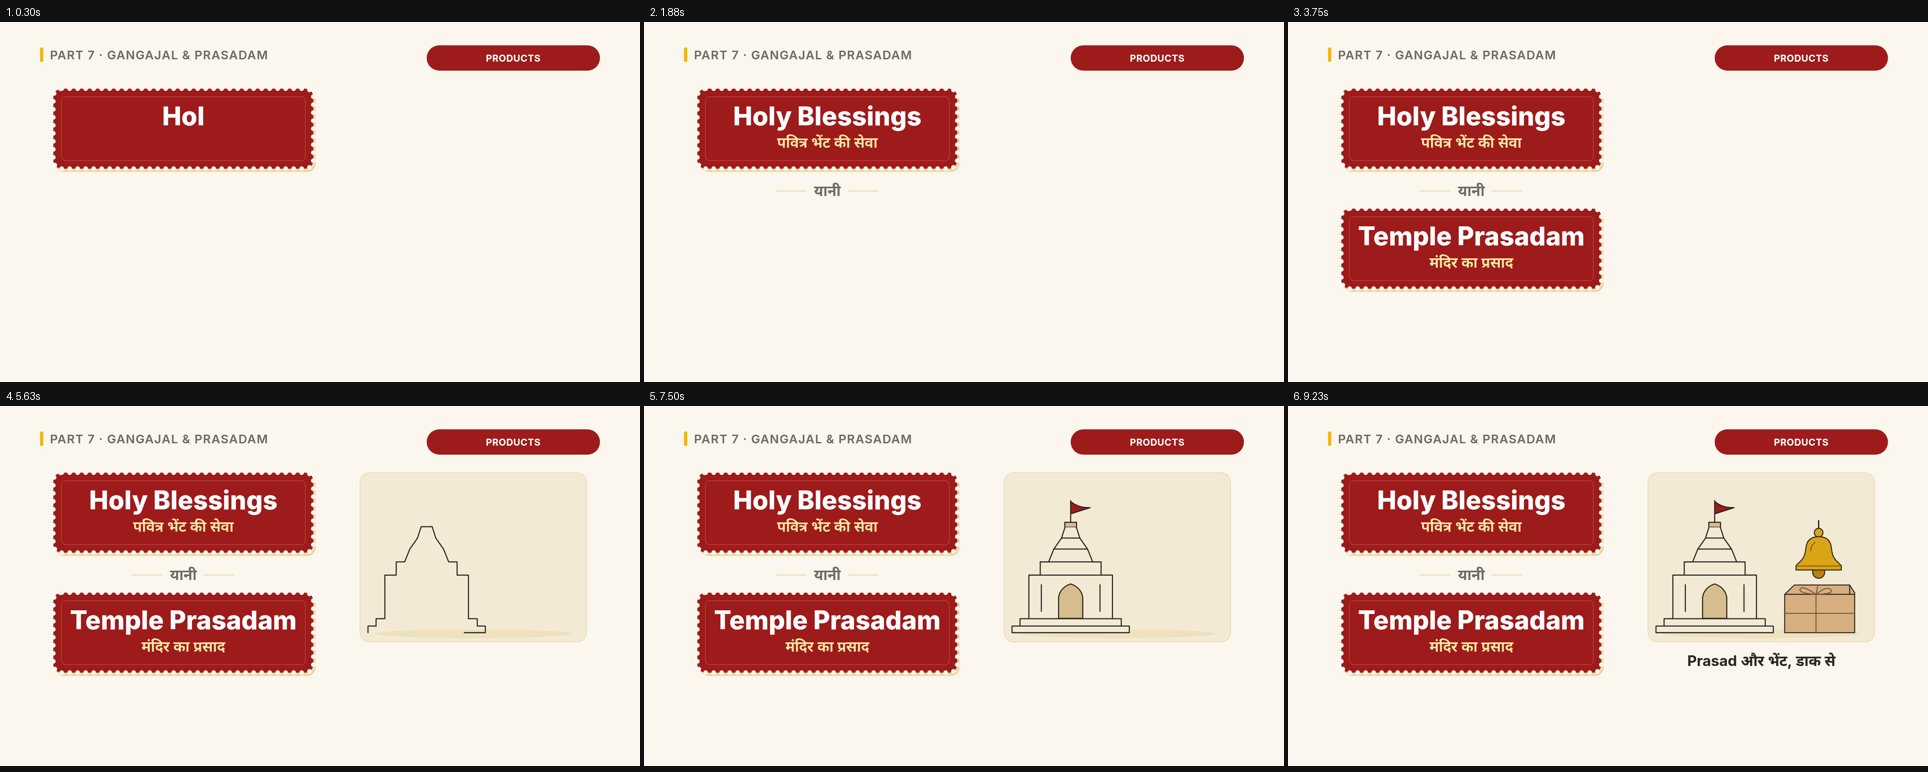 1. 0.30s
PART 7 · GANGAJAL & PRASADAM
PRODUCTS
Hol
2. 1.88s
PART 7 · GANGAJAL & PRASADAM
PRODUCTS
Holy Blessings
पवित्र भेंट की सेवा
यानी
3. 3.75s
PART 7 · GANGAJAL & PRASADAM
PRODUCTS
Holy Blessings
पवित्र भेंट की सेवा
यानी
Temple Prasadam
मंदिर का प्रसाद
4. 5.63s
PART 7 · GANGAJAL & PRASADAM
PRODUCTS
Holy Blessings
पवित्र भेंट की सेवा
यानी
Temple Prasadam
मंदिर का प्रसाद
5. 7.50s
PART 7 · GANGAJAL & PRASADAM
PRODUCTS
Holy Blessings
पवित्र भेंट की सेवा
यानी
Temple Prasadam
मंदिर का प्रसाद
6. 9.23s
PART 7 · GANGAJAL & PRASADAM
PRODUCTS
Holy Blessings
पवित्र भेंट की सेवा
यानी
Temple Prasadam
मंदिर का प्रसाद
Prasad और भेंट, डाक से